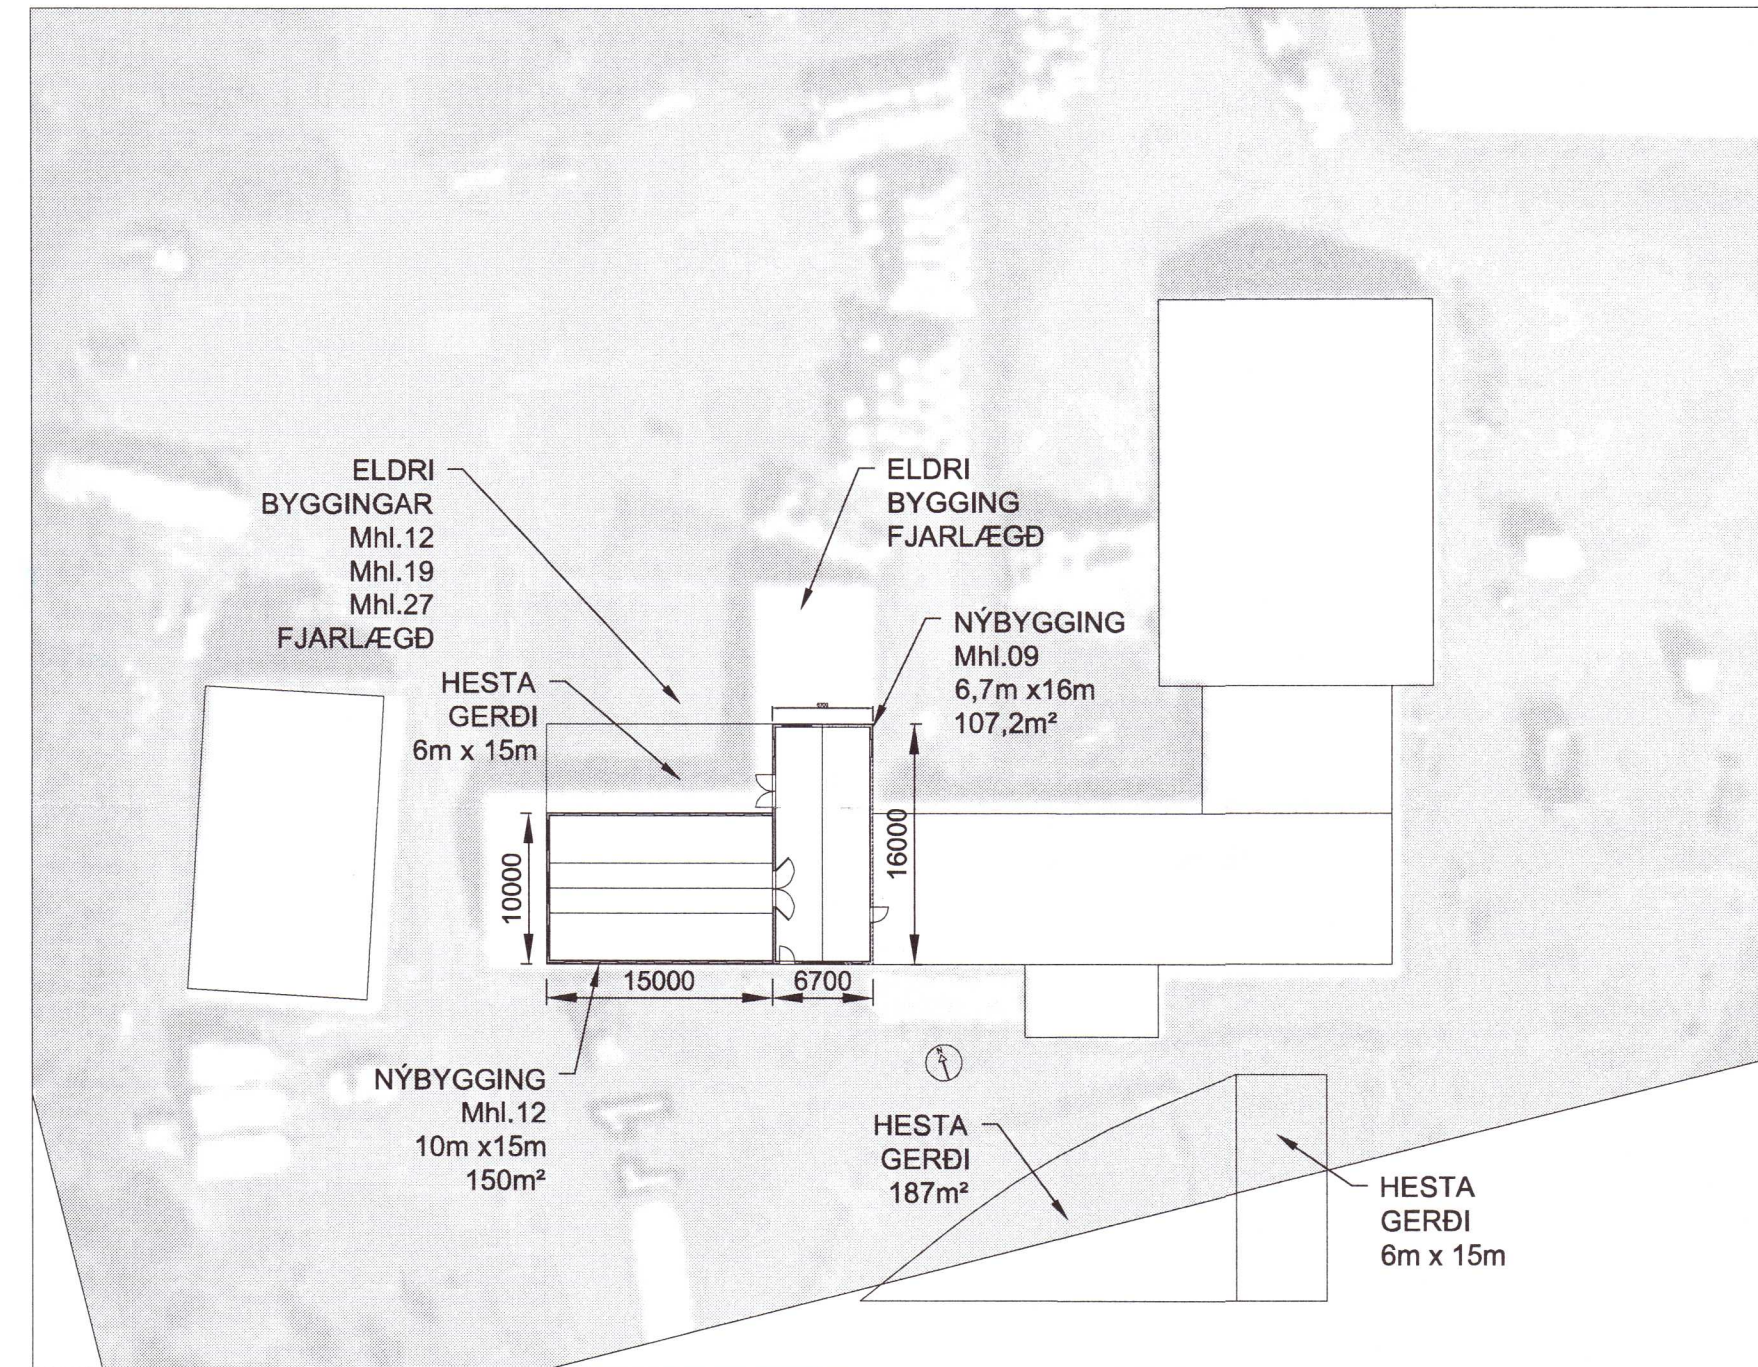 ELDRI
BYGGINGAR
Mhl.12
Mhl.19
Mhl.27
FJARLÆGÐ
ELDRI
BYGGING
FJARLÆGÐ
NÝBYGGING
Mhl.09
6,7m x16m
107,2m²
HESTA
GERÐI
6m x 15m
10000
16000
15000
6700
NÝBYGGING
Mhl.12
10m x15m
150m²
N
HESTA
GERÐI
187m²
HESTA
GERÐI
6m x 15m